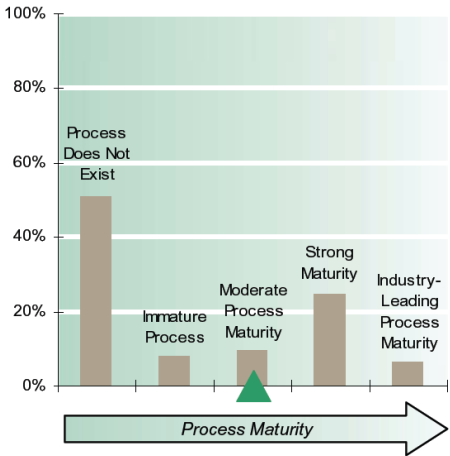 100%
80%
60%
40%
20%
0%
Process
Does Not
Exist
Immature
Process
Moderate
Process
Maturity
Strong
Maturity
Industry-
Leading
Process
Maturity
Process Maturity